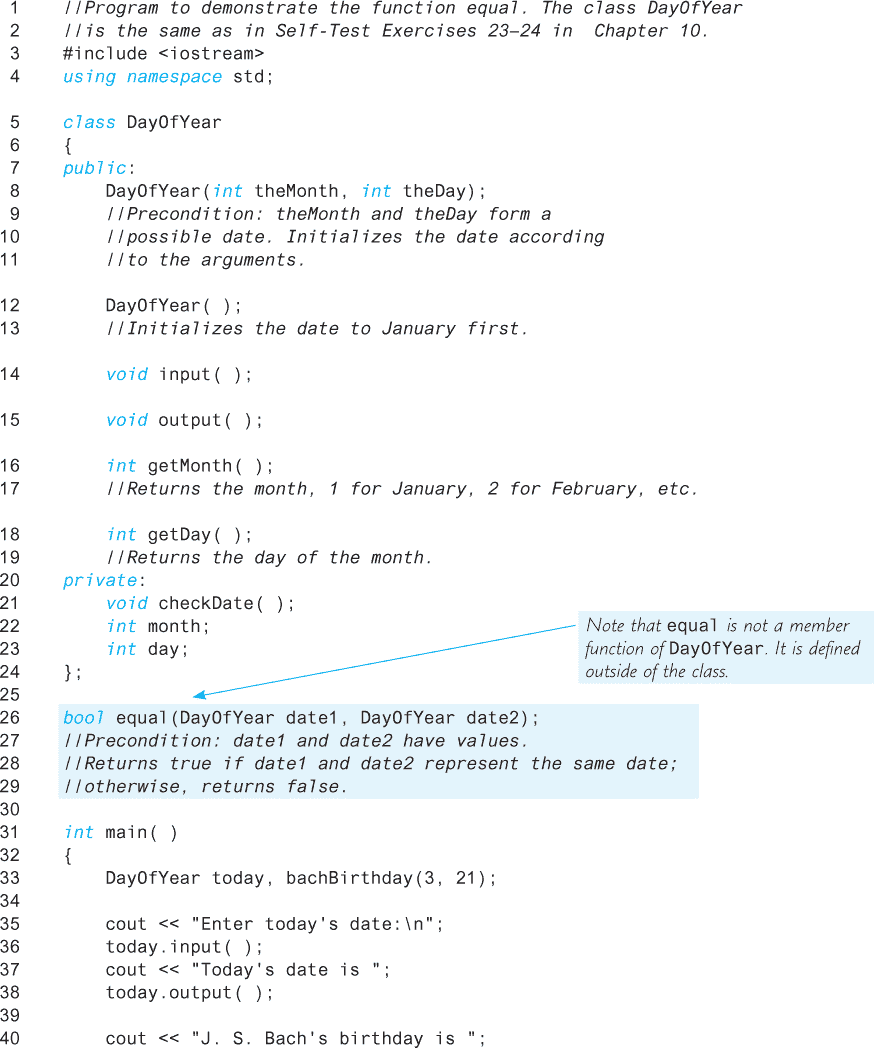 1 //Program to demonstrate the function equal. The class DayOfYear
2 //is the same as in Self-Test Exercises 23–24 in  Chapter 10.
3 #include <iostream>
4 using namespace std;
5 class DayOfYear
6 {
7 public:
8     DayOfYear(int theMonth, int theDay);
9     //Precondition: theMonth and theDay form a
10     //possible date. Initializes the date according
11     //to the arguments.
12     DayOfYear( );
13     //Initializes the date to January first.
14     void input( );
15     void output( );
16     int getMonth( );
17     //Returns the month, 1 for January, 2 for February, etc.
18     int getDay( );
19     //Returns the day of the month.
20 private:
21     void checkDate( );
22     int month;
23     int day;
24 };
Note that equal is not a member
function of DayOfYear. It is defined
outside of the class.
25
26 bool equal(DayOfYear date1, DayOfYear date2);
27 //Precondition: date1 and date2 have values.
28 //Returns true if date1 and date2 represent the same date;
29 //otherwise, returns false.
30
31 int main( )
32 {
33     DayOfYear today, bachBirthday(3, 21);
34
35     cout << "Enter today's date:\n";
36     today.input( );
37     cout << "Today's date is ";
38     today.output( );
39
40     cout << "J. S. Bach's birthday is ";